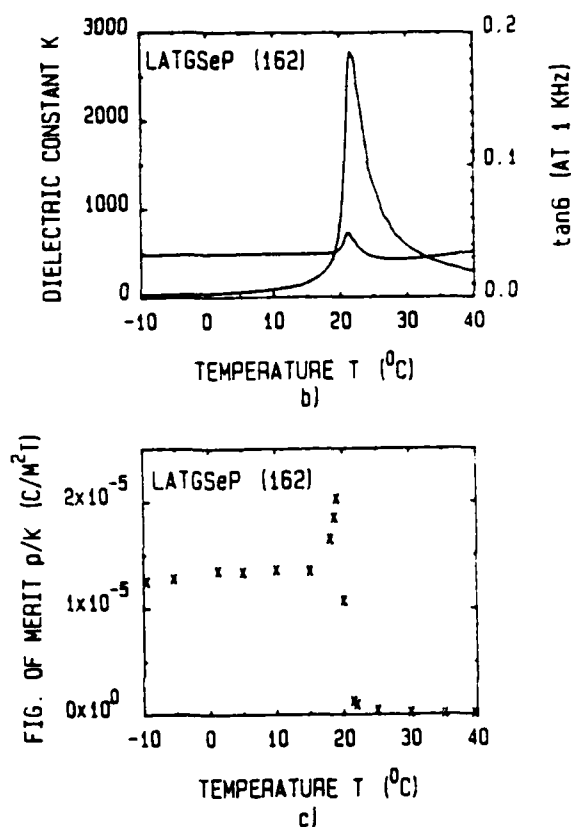 3000
LATGSeP (162)
0.2
2000
0.1
1000
0
0.0
DIELECTRIC CONSTANT K
tanδ (AT 1 KHz)
-10 0 10 20 30 40
TEMPERATURE T (⁰C)
b)
LATGSeP (162)
2x10⁻⁵
1x10⁻⁵
0x10⁰
FIG. OF MERIT p/K (C/M²T)
-10 0 10 20 30 40
TEMPERATURE T (⁰C)
c)